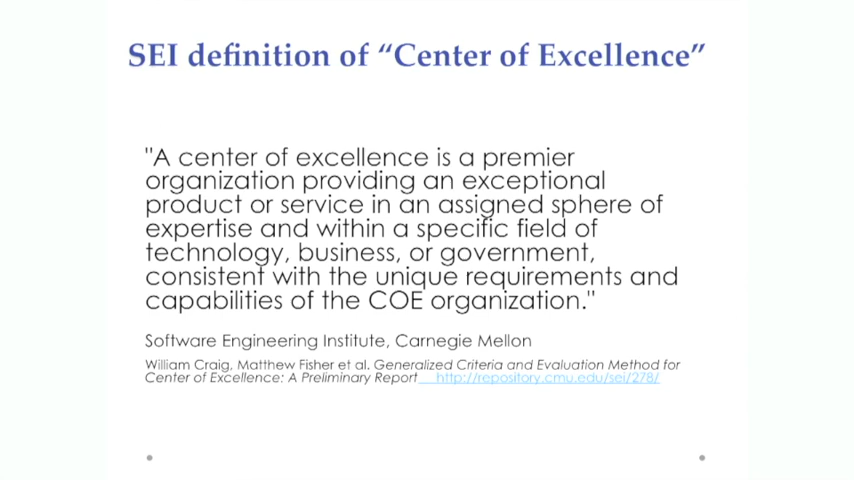 SEI definition of “Center of Excellence”
"A center of excellence is a premier
organization providing an exceptional
product or service in an assigned sphere of
expertise and within a specific field of
technology, business, or government,
consistent with the unique requirements and
capabilities of the COE organization."
Software Engineering Institute, Carnegie Mellon
William Craig, Matthew Fisher et al. Generalized Criteria and Evaluation Method for
Center of Excellence: A Preliminary Report http://repository.cmu.edu/sei/278/